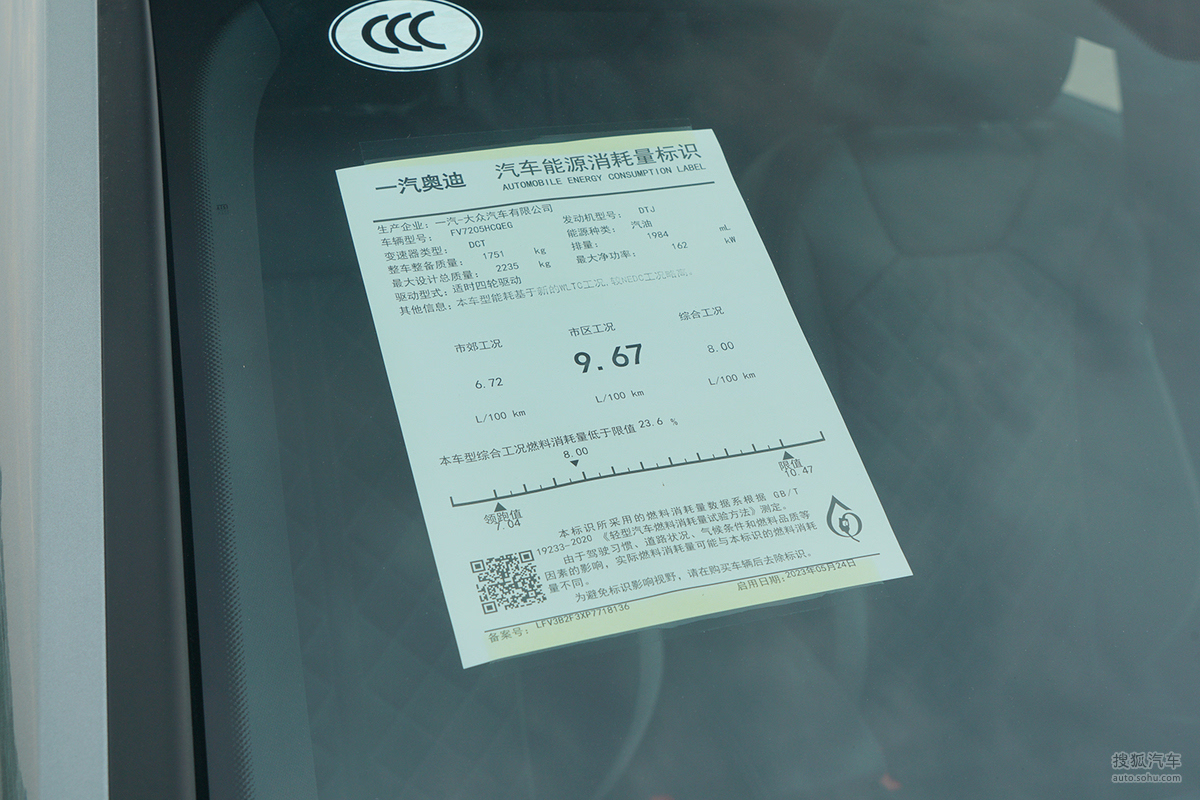 CCC
一汽奥迪
汽车能源消耗量标识
AUTOMOBILE ENERGY CONSUMPTION LABEL
生产企业：一汽-大众汽车有限公司
车辆型号： FV7205HCQEG 发动机型号： DTJ
变速器类型： DCT 能源种类： 汽油
整车整备质量： 1751 kg 排量： 1984 mL
最大设计总质量： 2235 kg 最大净功率： 162 kW
驱动型式：适时四轮驱动
其他信息：本车型能耗基于新的WLTC工况,较NEDC工况略高.
市郊工况 市区工况 综合工况
6.72 9.67 8.00
L/100 km L/100 km L/100 km
本车型综合工况燃料消耗量低于限值 23.6 %
8.00
领跑值 限值
7.04 10.47
本标识所采用的燃料消耗量数据系根据 GB/T
19233-2020 《轻型汽车燃料消耗量试验方法》测定。
由于驾驶习惯、道路状况、气候条件和燃料品质等
因素的影响，实际燃料消耗量可能与本标识的燃料消耗
量不同。
为避免标识影响视野，请在购买车辆后去除标识。
备案号： LFV3B2F3XP7718136 启用日期:2023年05月24日
搜狐汽车
auto.sohu.com